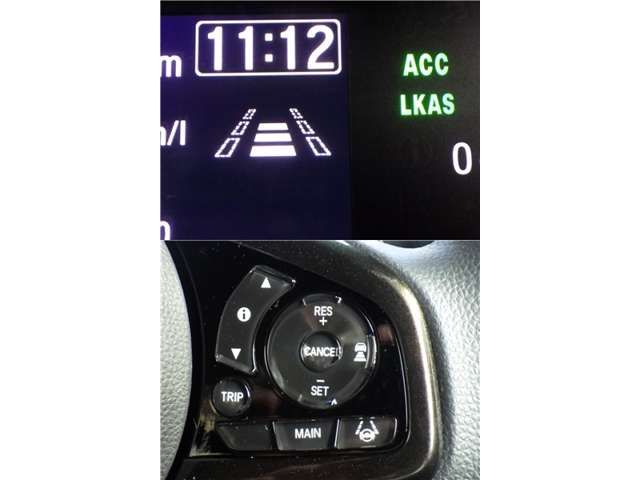 m 11:12
ACC
LKAS
/l
0
RES
+
i
CANCEL
-
SET
TRIP
MAIN